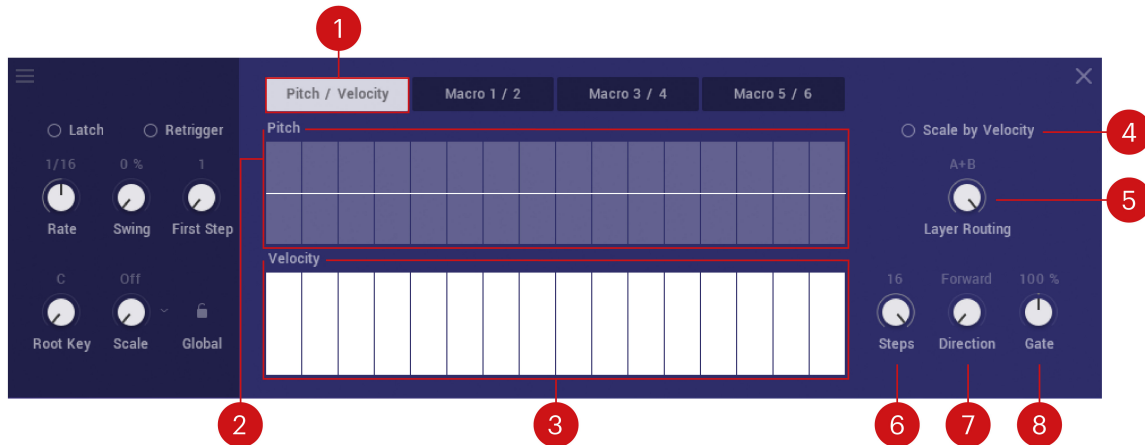 1
Pitch / Velocity
Macro 1 / 2
Macro 3 / 4
Macro 5 / 6
Latch
Retrigger
Pitch
Scale by Velocity
4
1/16
0 %
1
A+B
5
Rate
Swing
First Step
Layer Routing
Velocity
C
Off
16
Forward
100 %
Root Key
Scale
Global
Steps
Direction
Gate
2
3
6
7
8